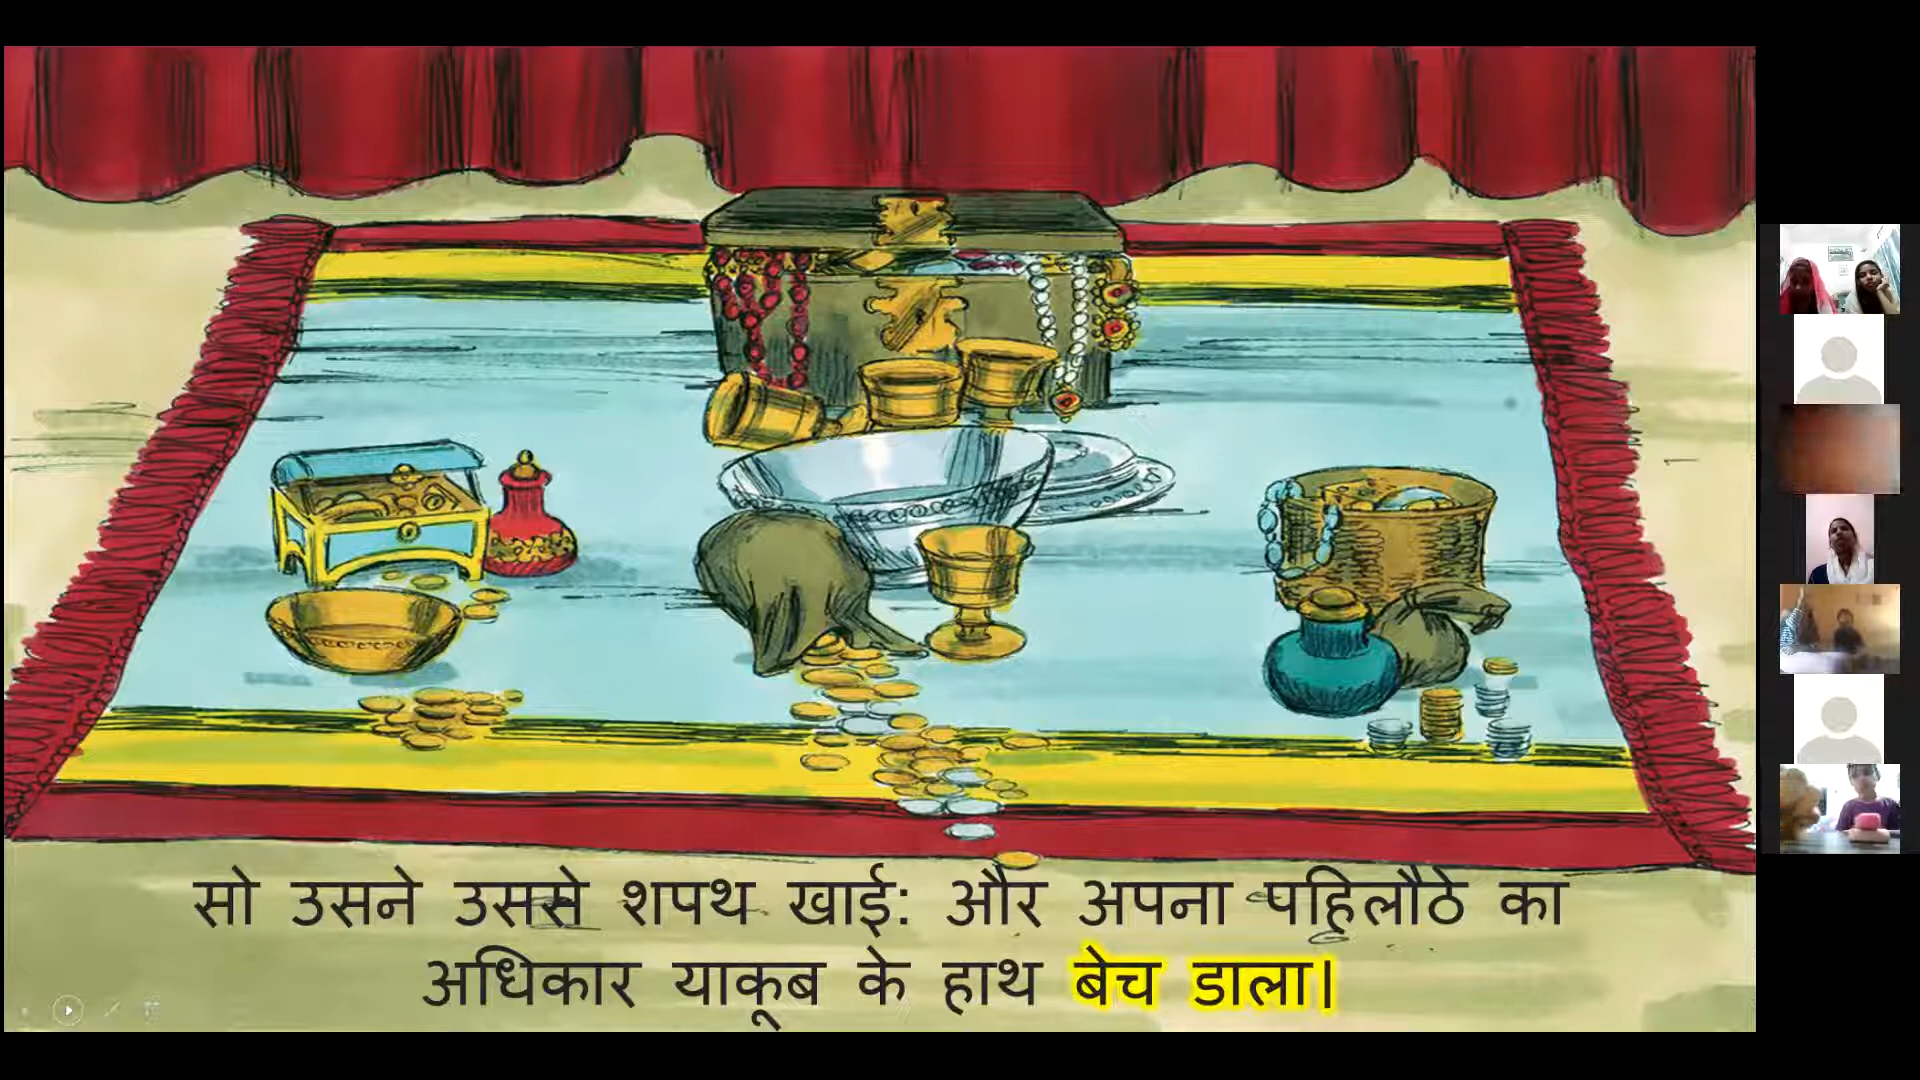 सो उसने उससे शपथ खाई: और अपना पहिलौठे का
अधिकार याकूब के हाथ बेच डाला।